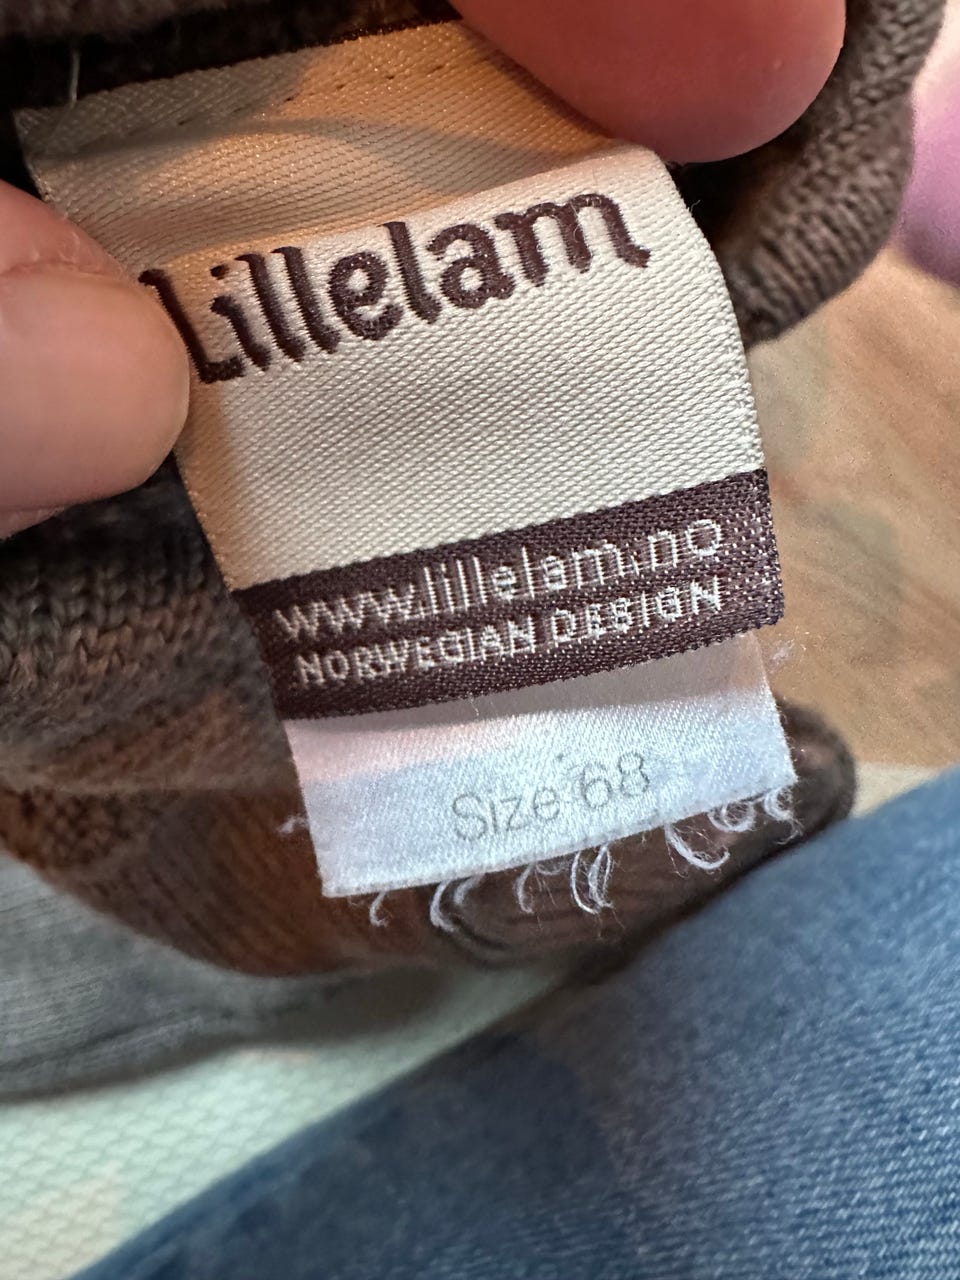 Lillelam
www.lillelam.no
NORWEGIAN DESIGN
Size 68